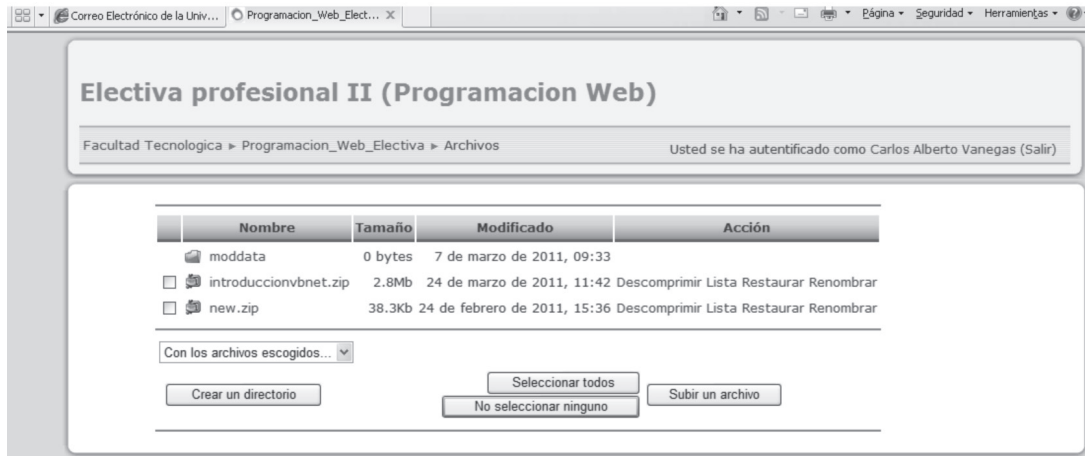 Correo Electrónico de la Univ... Programacion_Web_Elect... X Página Seguridad Herramientas
Electiva profesional II (Programacion Web)
Facultad Tecnologica ► Programacion_Web_Electiva ► Archivos Usted se ha autentificado como Carlos Alberto Vanegas (Salir)
Nombre Tamaño Modificado Acción
moddata 0 bytes 7 de marzo de 2011, 09:33
introduccionvbnet.zip 2.8Mb 24 de marzo de 2011, 11:42 Descomprimir Lista Restaurar Renombrar
new.zip 38.3Kb 24 de febrero de 2011, 15:36 Descomprimir Lista Restaurar Renombrar
Con los archivos escogidos...
Seleccionar todos
Crear un directorio Subir un archivo
No seleccionar ninguno